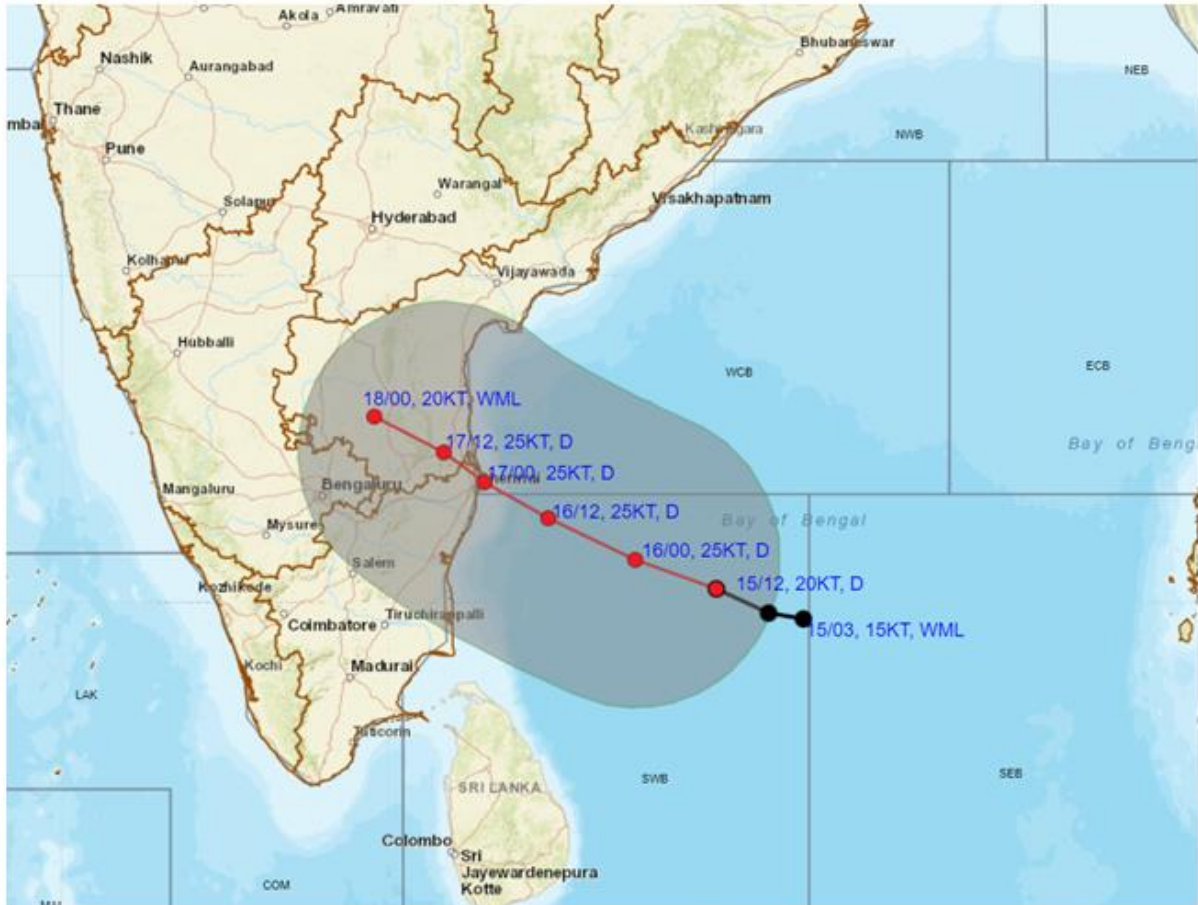 Akola
Amravati
Nashik
Aurangabad
Bhubaneswar
NEB
Thane
Pune
NWB
Solapur
Warangal
Hyderabad
Visakhapatnam
Kolhapur
Vijayawada
Hubballi
WCB
ECB
18/00, 20KT, WML
17/12, 25KT, D
Bay of Beng
17/00, 25KT, D
Mangaluru
Bengaluru
16/12, 25KT, D
Bay of Bengal
Mysure
16/00, 25KT, D
Salem
15/12, 20KT, D
Kozhikode
Coimbatore
Tiruchirappalli
15/03, 15KT, WML
Kochi
Madurai
LAK
Tuticorin
SWB
SEB
SRI LANKA
Colombo
Sri
Jayewardenepura
Kotte
COM